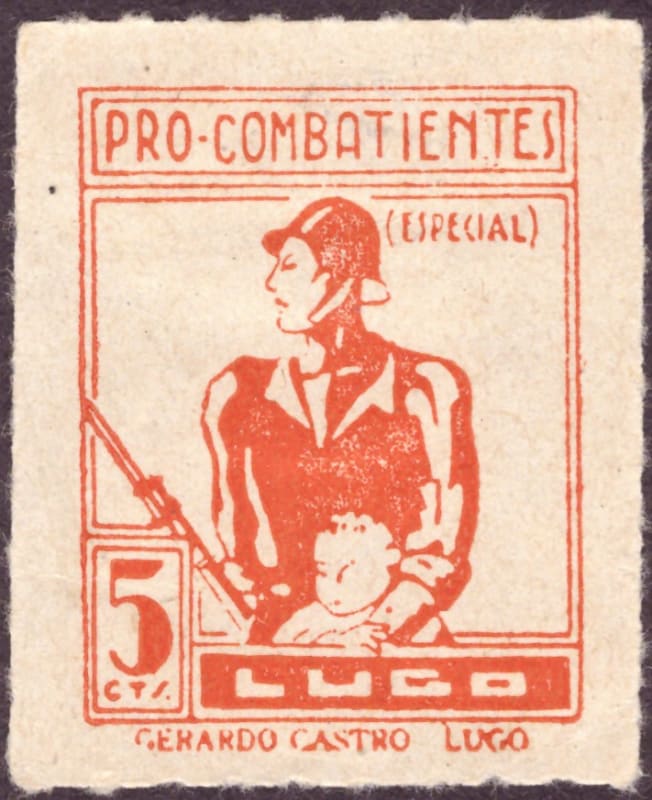 PRO-COMBATIENTES
(ESPECIAL)
5
CTS.
LUGO
GERARDO CASTRO LUGO